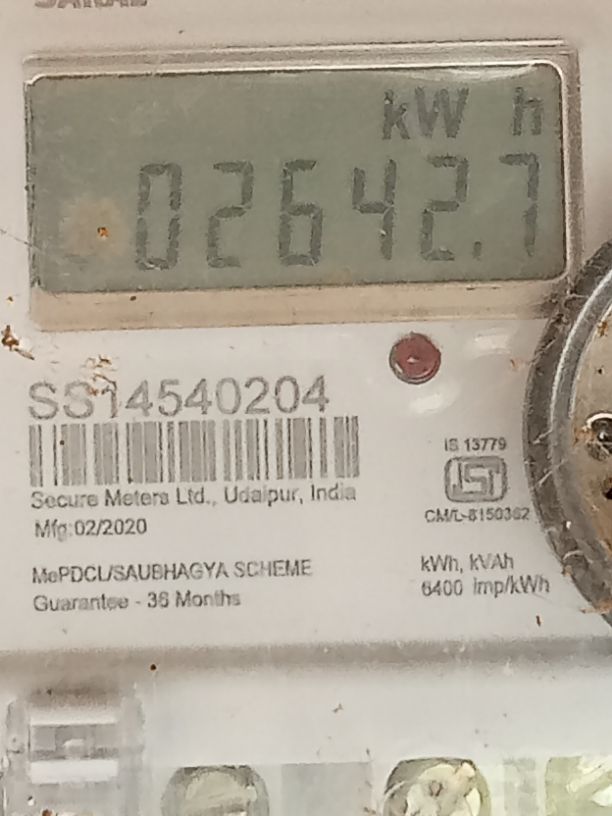 kW h
02642.7
SS14540204
Secure Meters Ltd., Udaipur, India
Mfg:02/2020
MePDCL/SAUBHAGYA SCHEME
Guarantee - 36 Months
IS 13779
ISI
CM/L-8150362
kWh, kVAh
6400 imp/kWh